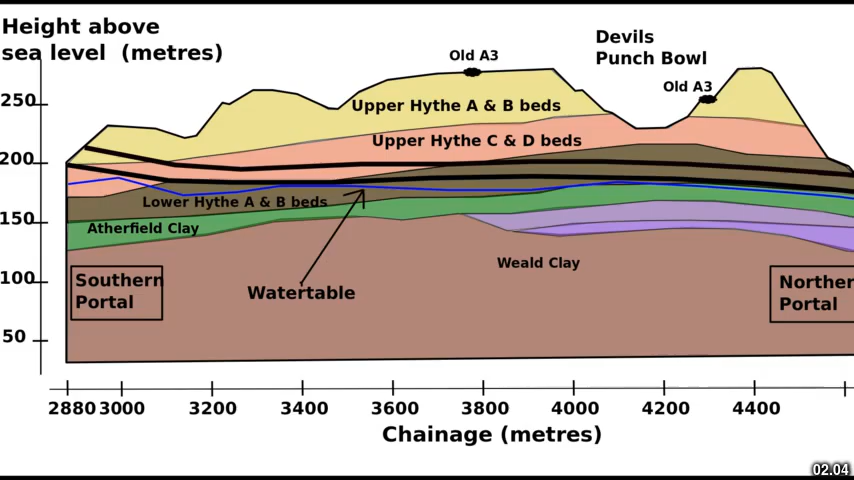 Height above
sea level (metres)
Devils
Punch Bowl
Old A3
Old A3
250
Upper Hythe A & B beds
Upper Hythe C & D beds
200
Lower Hythe A & B beds
150
Atherfield Clay
Weald Clay
100
Southern
Portal
Watertable
Norther
Portal
50
2880 3000 3200 3400 3600 3800 4000 4200 4400
Chainage (metres)
02.04